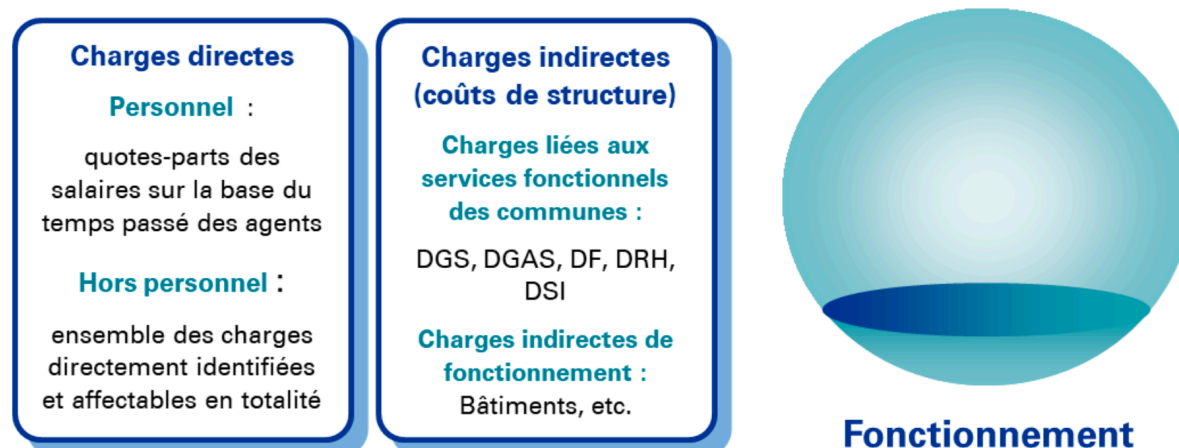 Charges directes
Personnel :
quotes-parts des
salaires sur la base du
temps passé des agents
Hors personnel :
ensemble des charges
directement identifiées
et affectables en totalité
Charges indirectes
(coûts de structure)
Charges liées aux
services fonctionnels
des communes :
DGS, DGAS, DF, DRH,
DSI
Charges indirectes de
fonctionnement :
Bâtiments, etc.
Fonctionnement